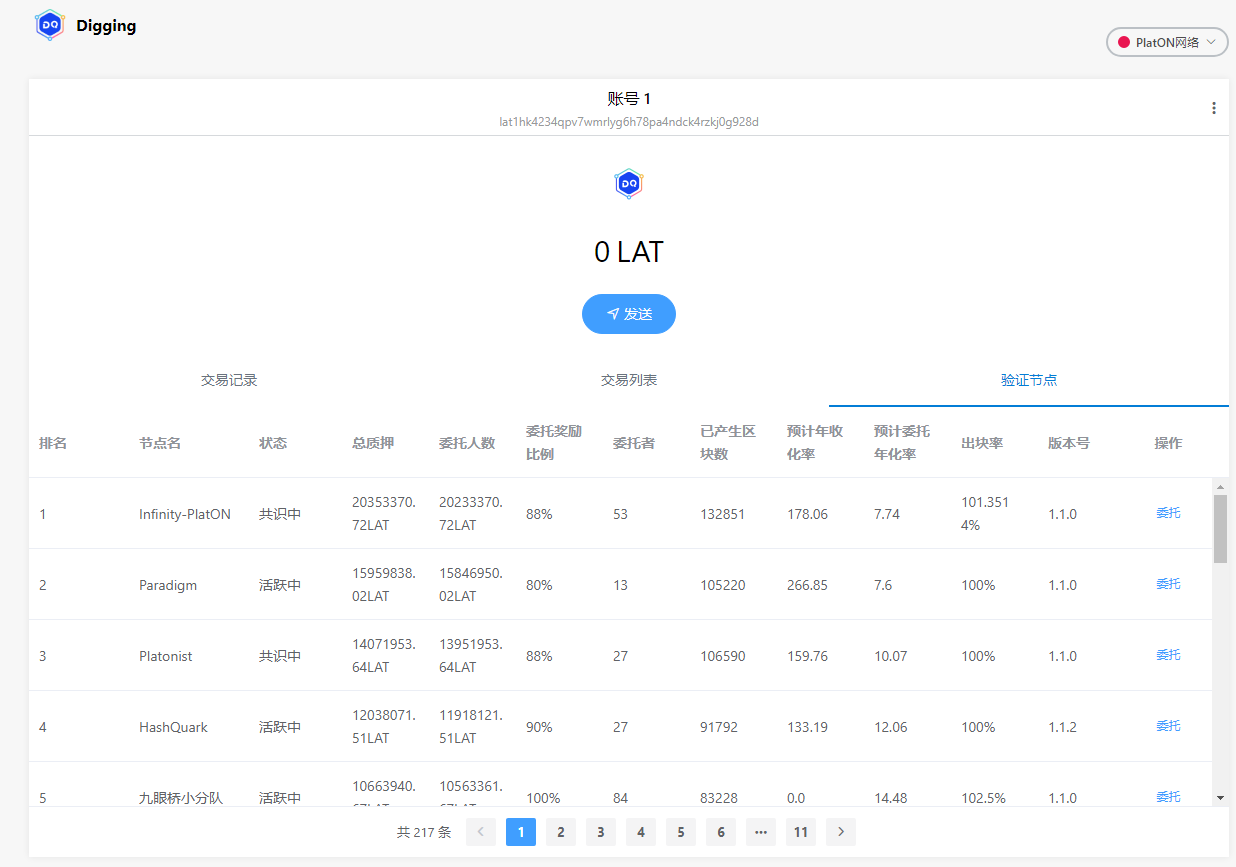 DQ Digging
PlatON网络
账号 1
lat1hk4234qpv7wmrlyg6h78pa4ndck4rzkj0g928d
DQ
0 LAT
发送
交易记录 交易列表 验证节点
排名 节点名 状态 总质押 委托人数 委托奖励比例 委托者 已产生区块数 预计年收化率 预计委托年化率 出块率 版本号 操作
1 Infinity-PlatON 共识中 20353370.72LAT 20233370.72LAT 88% 53 132851 178.06 7.74 101.3514% 1.1.0 委托
2 Paradigm 活跃中 15959838.02LAT 15846950.02LAT 80% 13 105220 266.85 7.6 100% 1.1.0 委托
3 Platonist 共识中 14071953.64LAT 13951953.64LAT 88% 27 106590 159.76 10.07 100% 1.1.0 委托
4 HashQuark 活跃中 12038071.51LAT 11918121.51LAT 90% 27 91792 133.19 12.06 100% 1.1.2 委托
5 九眼桥小分队 活跃中 10663940. 10563361. 100% 84 83228 0.0 14.48 102.5% 1.1.0 委托
共 217 条 1 2 3 4 5 6 ••• 11